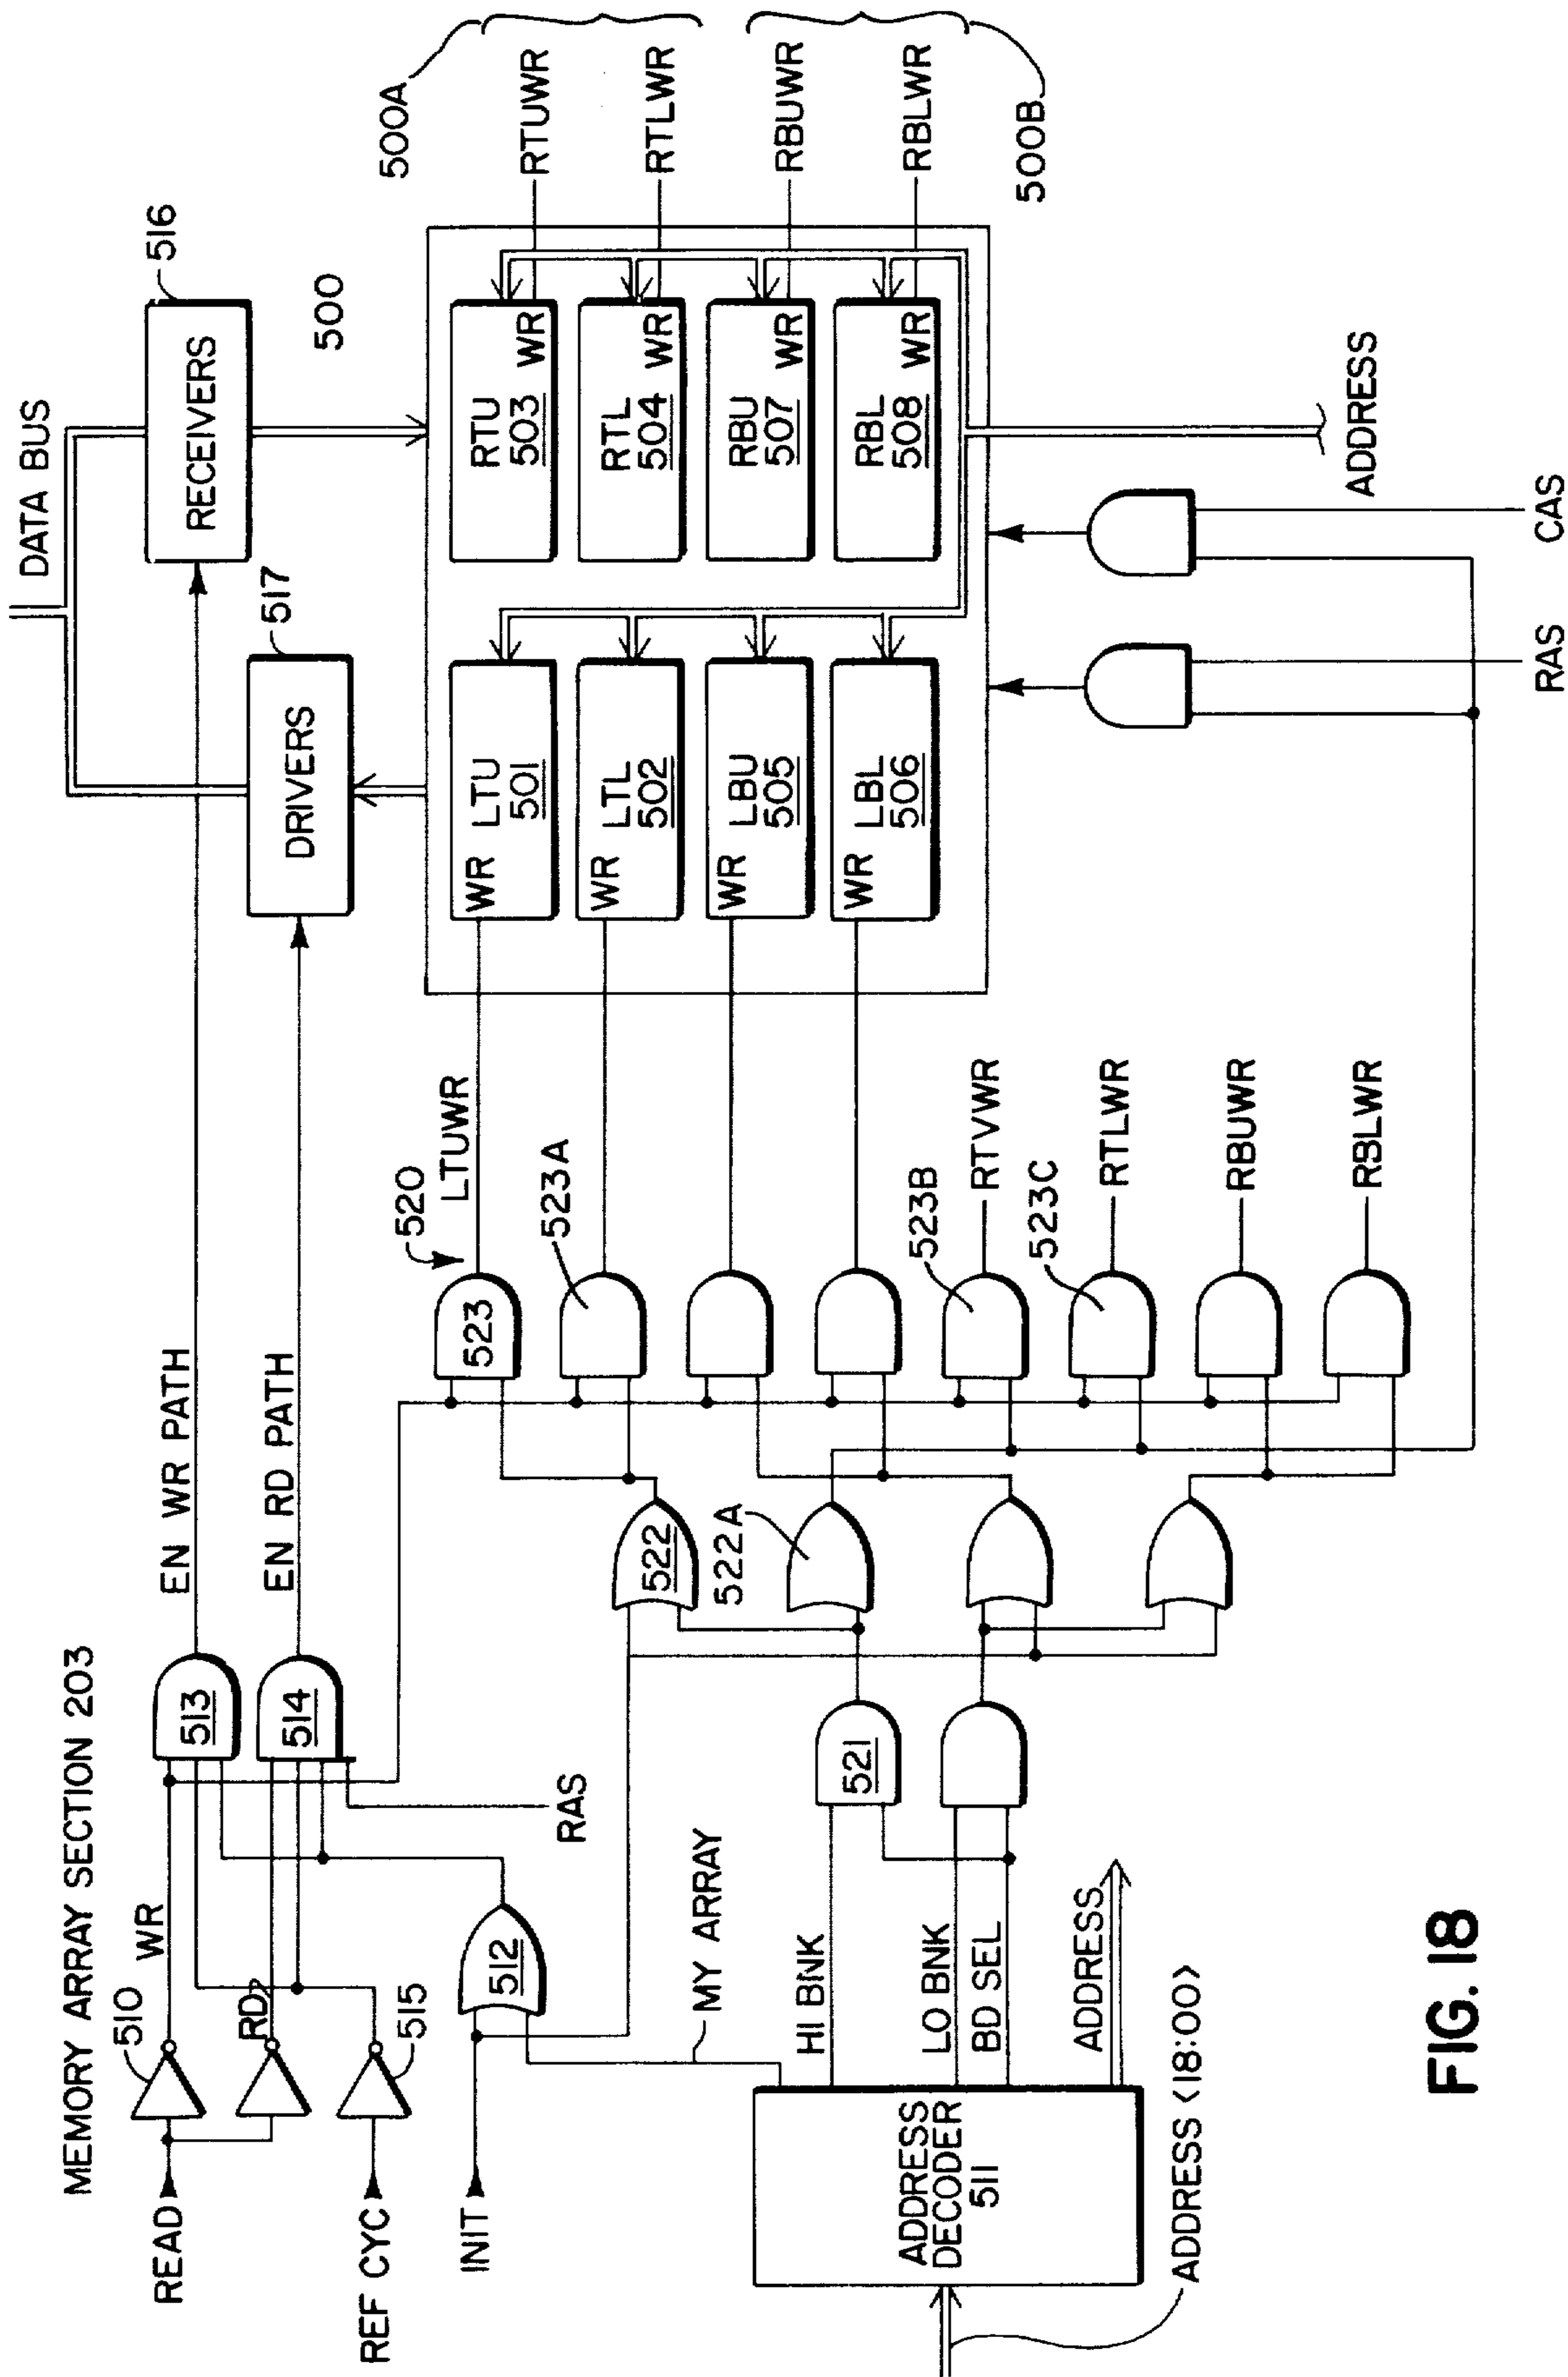 MEMORY ARRAY SECTION 203
READ
510
WR
RD
REF CYC
515
INIT
512
513
514
RAS
EN WR PATH
EN RD PATH
DATA BUS
RECEIVERS
516
DRIVERS
517
500
500A
RTUWR
RTLWR
RBUWR
RBLWR
500B
WR LTU 501
WR LTL 502
WR LBU 505
WR LBL 506
RTU 503 WR
RTL 504 WR
RBU 507 WR
RBL 508 WR
520
LTUWR
523
523A
523B
RTVWR
523C
RTLWR
RBUWR
RBLWR
522
522A
521
MY ARRAY
HI BNK
LO BNK
BD SEL
ADDRESS
ADDRESS
DECODER
511
ADDRESS <18:00>
RAS
CAS
ADDRESS
FIG. 18